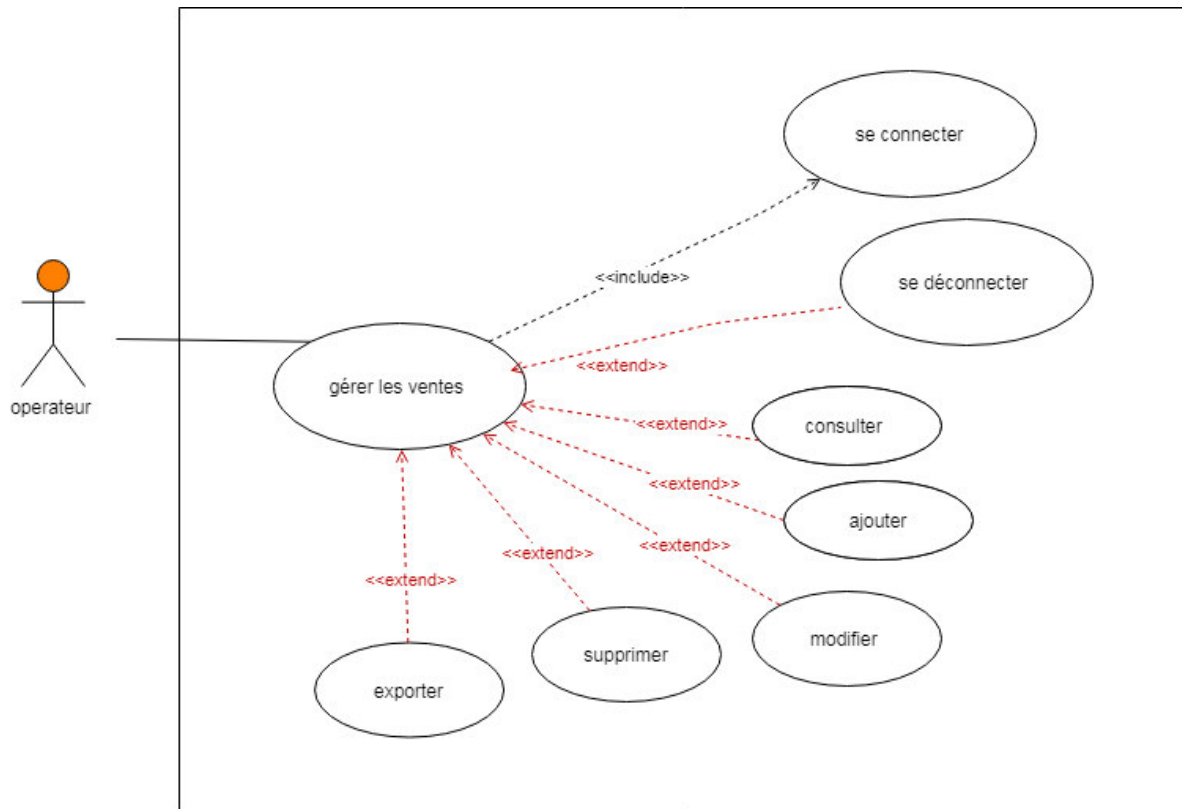 se connecter
se déconnecter
<<include>>
<<extend>>
gérer les ventes
operateur
consulter
<<extend>>
<<extend>>
ajouter
<<extend>>
<<extend>>
<<extend>>
modifier
supprimer
exporter